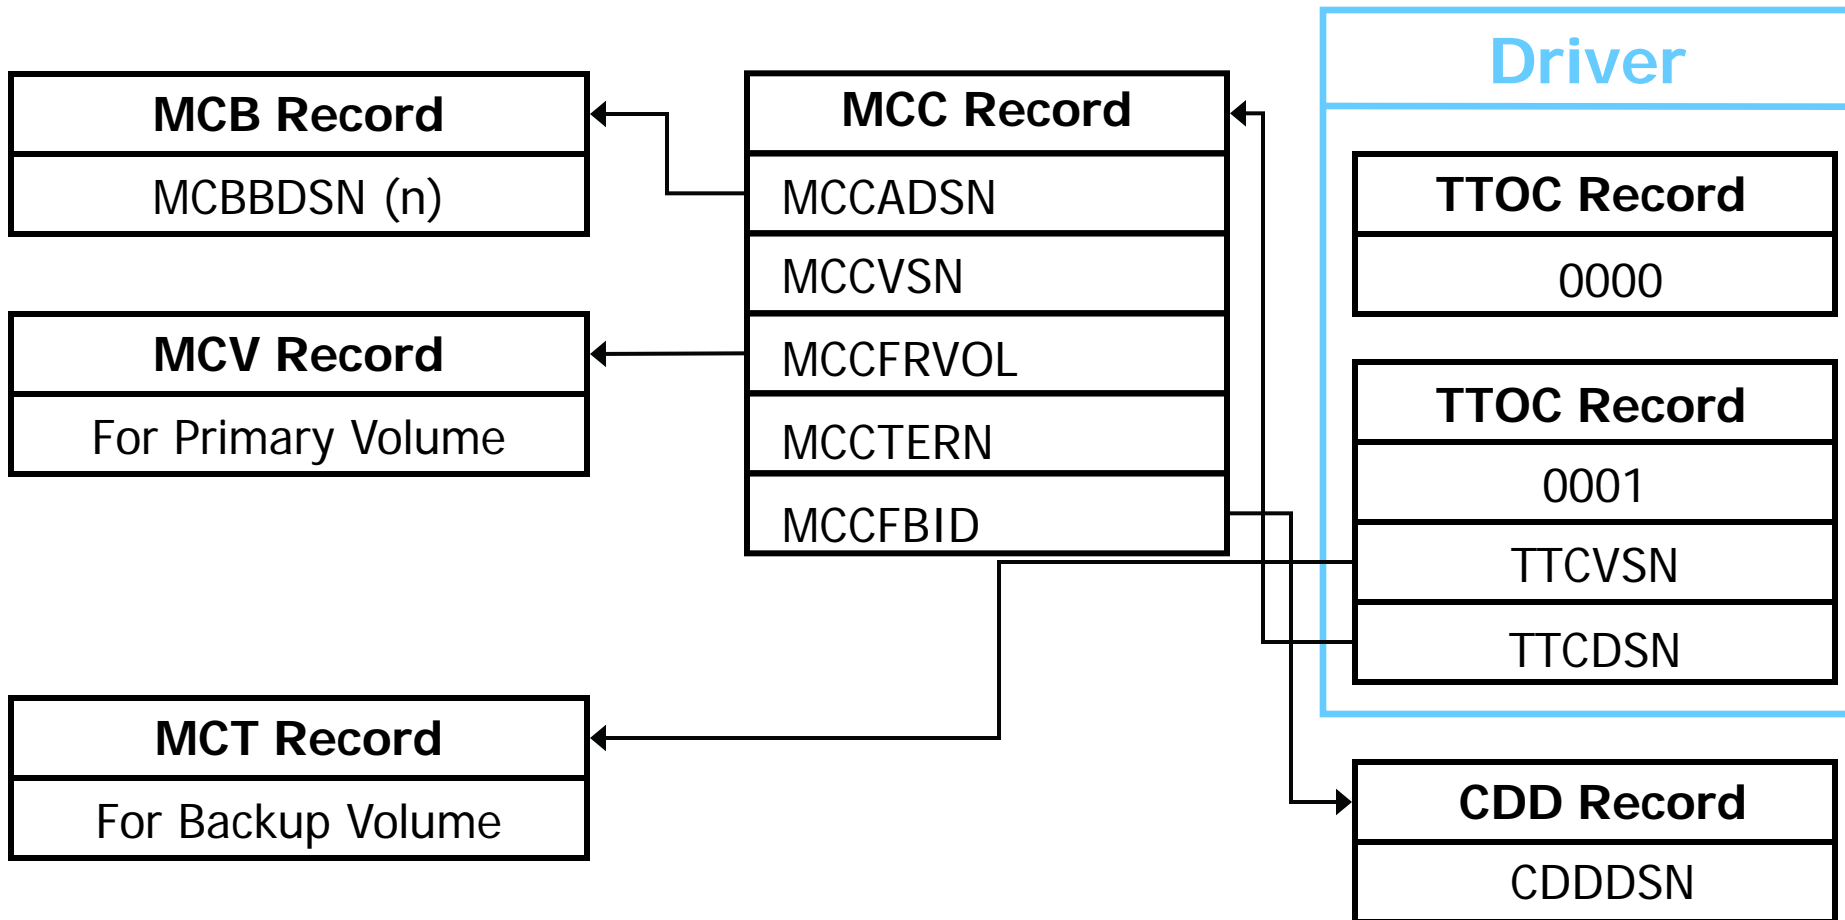 MCB Record
MCBBDSN (n)
MCV Record
For Primary Volume
MCT Record
For Backup Volume
MCC Record
MCCADSN
MCCVSN
MCCFRVOL
MCCTERN
MCCFBID
Driver
TTOC Record
0000
TTOC Record
0001
TTCVSN
TTCDSN
CDD Record
CDDDSN